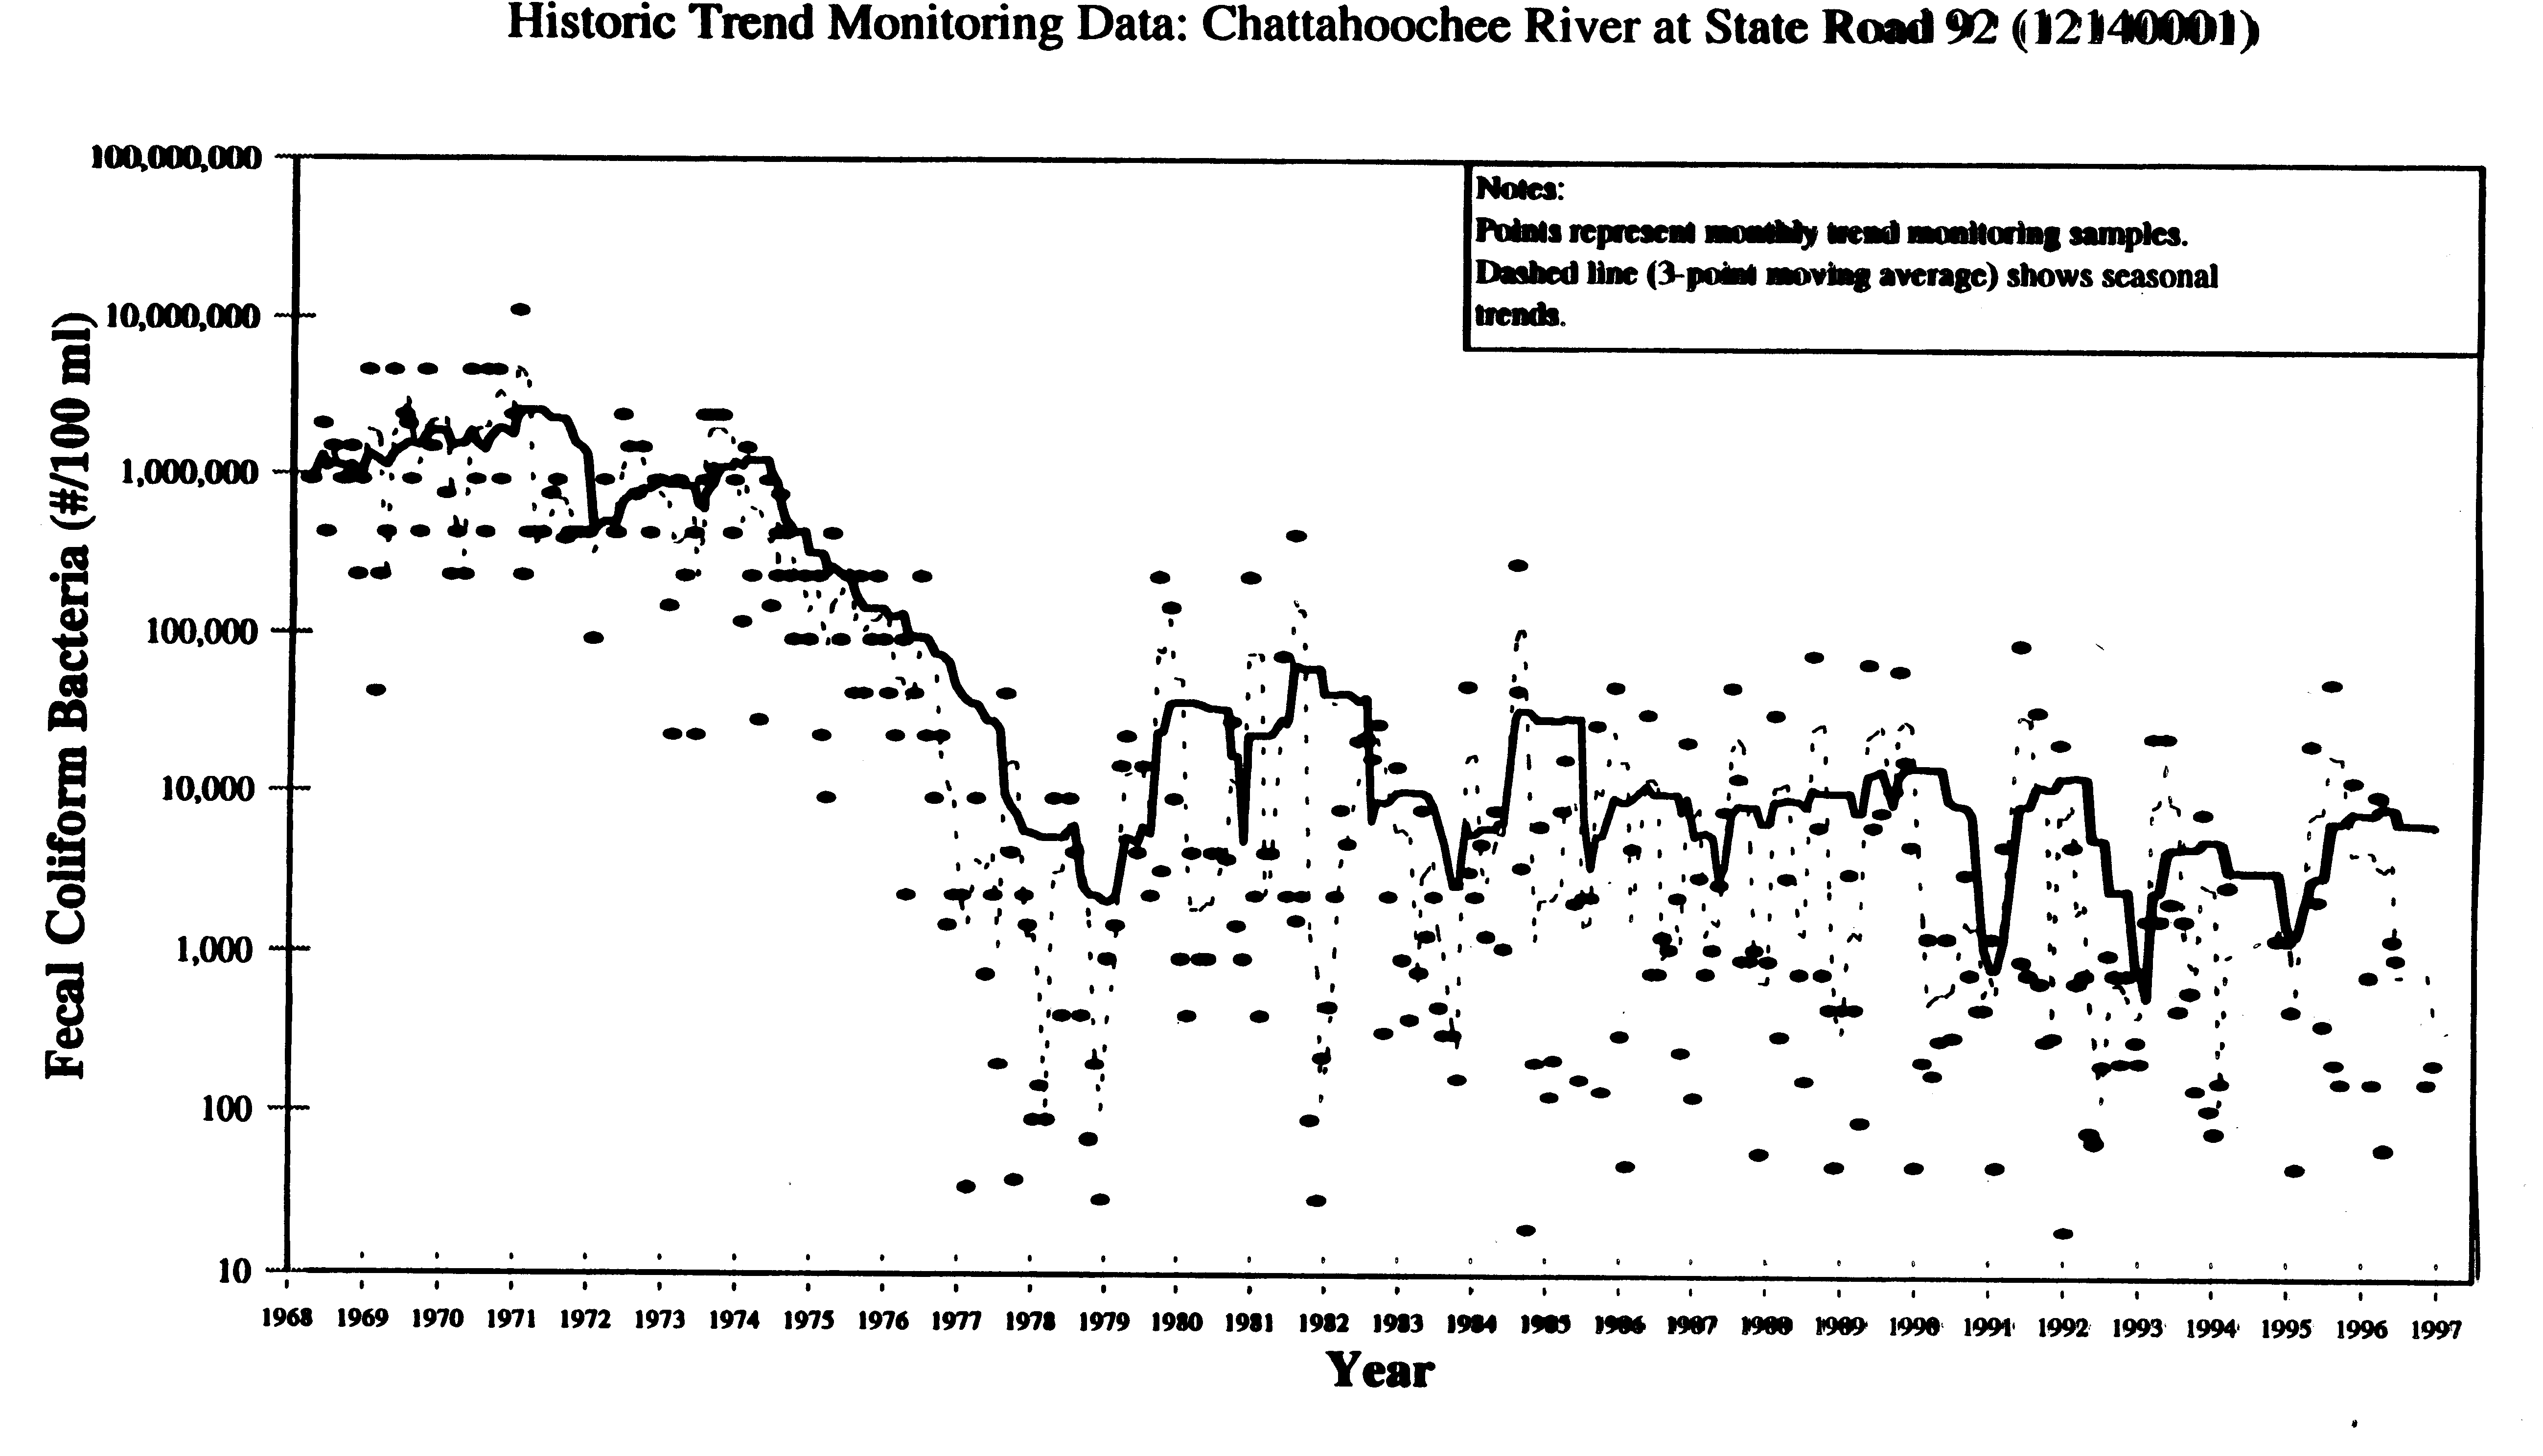 Historic Trend Monitoring Data: Chattahoochee River at State Road 92 (12140001)
100,000,000
Notes:
Points represent monthly trend monitoring samples.
Dashed line (3-point moving average) shows seasonal
trends.
10,000,000
1,000,000
100,000
10,000
1,000
100
10
Fecal Coliform Bacteria (#/100 ml)
1968 1969 1970 1971 1972 1973 1974 1975 1976 1977 1978 1979 1980 1981 1982 1983 1984 1985 1986 1987 1988 1989 1990 1991 1992 1993 1994 1995 1996 1997
Year